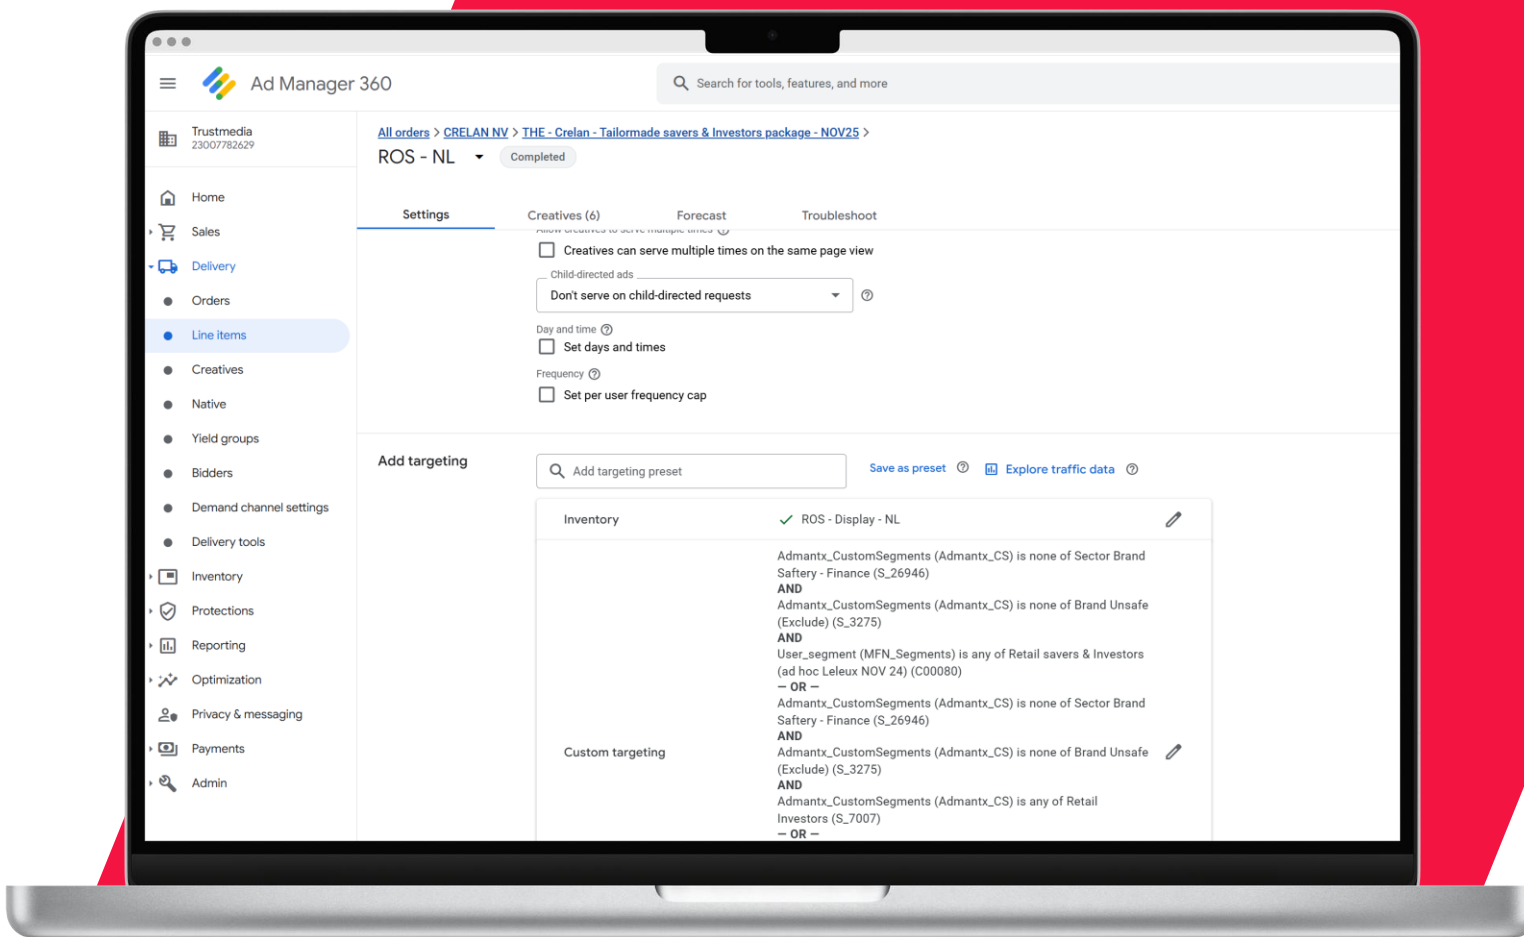 Ad Manager 360
Search for tools, features, and more
Trustmedia
23007782629
All orders > CRELAN NV > THE - Crelan - Tailormade savers & Investors package - NOV25 >
ROS - NL
Completed
Home
Sales
Delivery
Orders
Line items
Creatives
Native
Yield groups
Bidders
Demand channel settings
Delivery tools
Inventory
Protections
Reporting
Optimization
Privacy & messaging
Payments
Admin
Settings
Creatives (6)
Forecast
Troubleshoot
Allow creatives to serve multiple times
Creatives can serve multiple times on the same page view
Child-directed ads
Don't serve on child-directed requests
Day and time
Set days and times
Frequency
Set per user frequency cap
Add targeting
Add targeting preset
Save as preset
Explore traffic data
Inventory
ROS - Display - NL
Custom targeting
Admantx_CustomSegments (Admantx_CS) is none of Sector Brand
Saftery - Finance (S_26946)
AND
Admantx_CustomSegments (Admantx_CS) is none of Brand Unsafe
(Exclude) (S_3275)
AND
User_segment (MFN_Segments) is any of Retail savers & Investors
(ad hoc Leleux NOV 24) (C00080)
— OR —
Admantx_CustomSegments (Admantx_CS) is none of Sector Brand
Saftery - Finance (S_26946)
AND
Admantx_CustomSegments (Admantx_CS) is none of Brand Unsafe
(Exclude) (S_3275)
AND
Admantx_CustomSegments (Admantx_CS) is any of Retail
Investors (S_7007)
— OR —